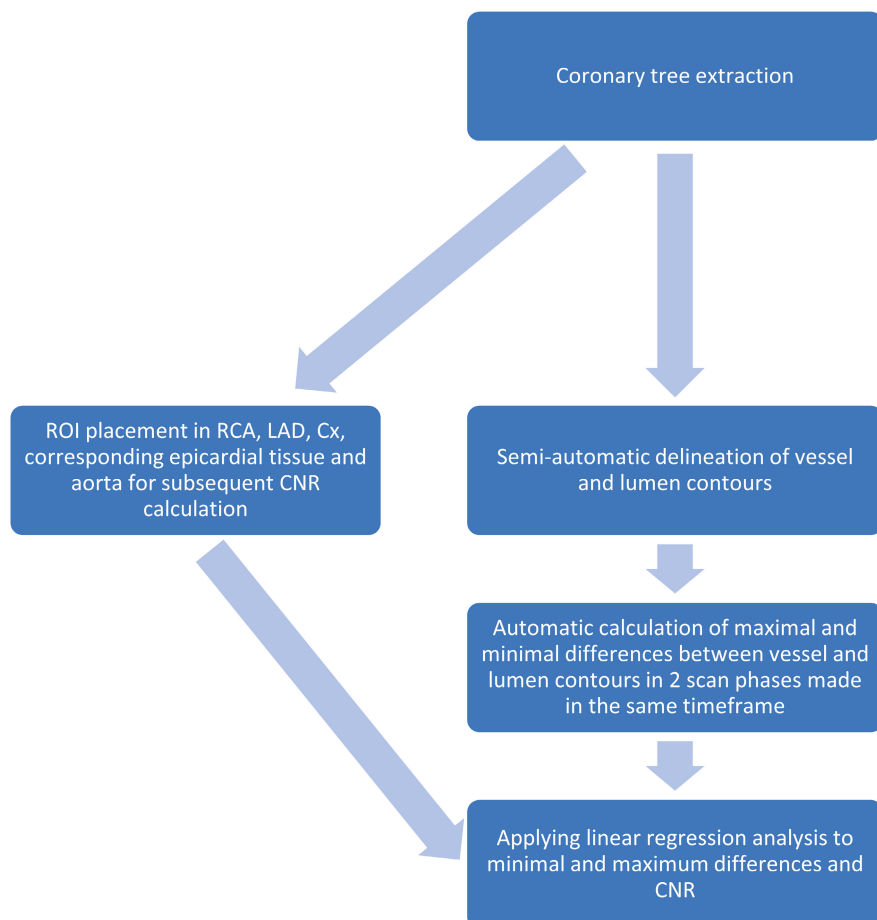 Coronary tree extraction
ROI placement in RCA, LAD, Cx,
corresponding epicardial tissue and
aorta for subsequent CNR
calculation
Semi-automatic delineation of vessel
and lumen contours
Automatic calculation of maximal and
minimal differences between vessel and
lumen contours in 2 scan phases made
in the same timeframe
Applying linear regression analysis to
minimal and maximum differences and
CNR